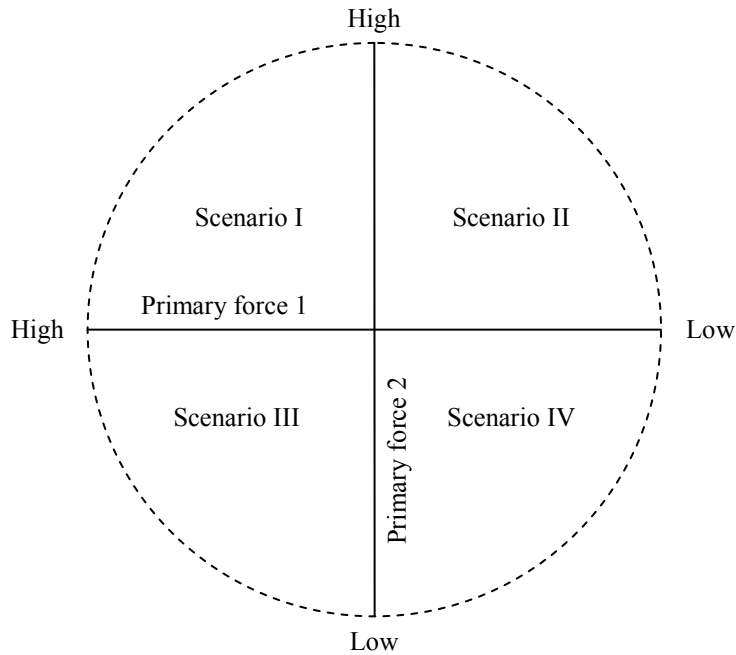 High
Scenario I
Scenario II
Primary force 1
High
Low
Scenario III
Primary force 2
Scenario IV
Low